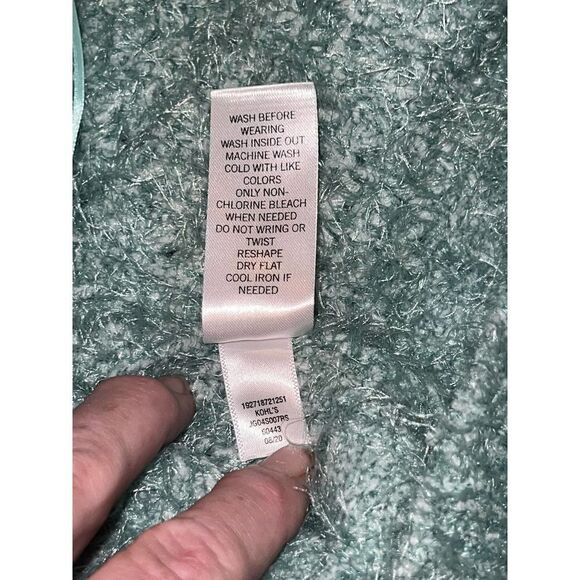 WASH BEFORE
WEARING
WASH INSIDE OUT
MACHINE WASH
COLD WITH LIKE
COLORS
ONLY NON-
CHLORINE BLEACH
WHEN NEEDED
DO NOT WRING OR
TWIST
RESHAPE
DRY FLAT
COOL IRON IF
NEEDED
192718721251
KOHL'S
JG04S007RS
60443
08/20